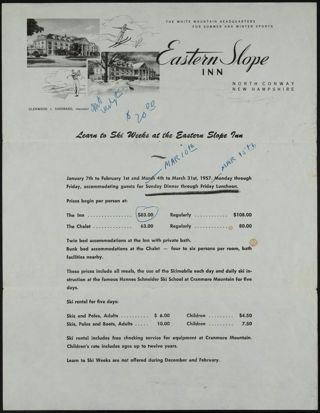 THE WHITE MOUNTAIN HEADQUARTERS
FOR SUMMER AND WINTER SPORTS
Eastern Slope
INN
NORTH CONWAY
NEW HAMPSHIRE
$20.00
Learn to Ski Weeks at the Eastern Slope Inn
MAR 10th
MAR 10th
January 7th to February 1st and March 4th to March 31st, 1957. Monday through
Friday, accommodating guests for Sunday Dinner through Friday Luncheon.
Prices begin per person at:
The Inn ............ $83.00 Regularly ............ $108.00
The Chalet .......... 63.00 Regularly ............ 80.00
Twin bed accommodations at the Inn with private bath.
Bunk bed accommodations at the Chalet — four to six persons per room, bath
facilities nearby.
These prices include all meals, the use of the Skimobile each day and daily ski in-
struction at the famous Hannes Schneider Ski School at Cranmore Mountain for five
days.
Ski rental for five days:
Skis and Poles, Adults ...... $ 6.00 Children ...... $4.50
Skis, Poles and Boots, Adults .... 10.00 Children ...... 7.50
Ski rental includes free checking service for equipment at Cranmore Mountain.
Children's rate includes ages up to twelve years.
Learn to Ski Weeks are not offered during December and February.